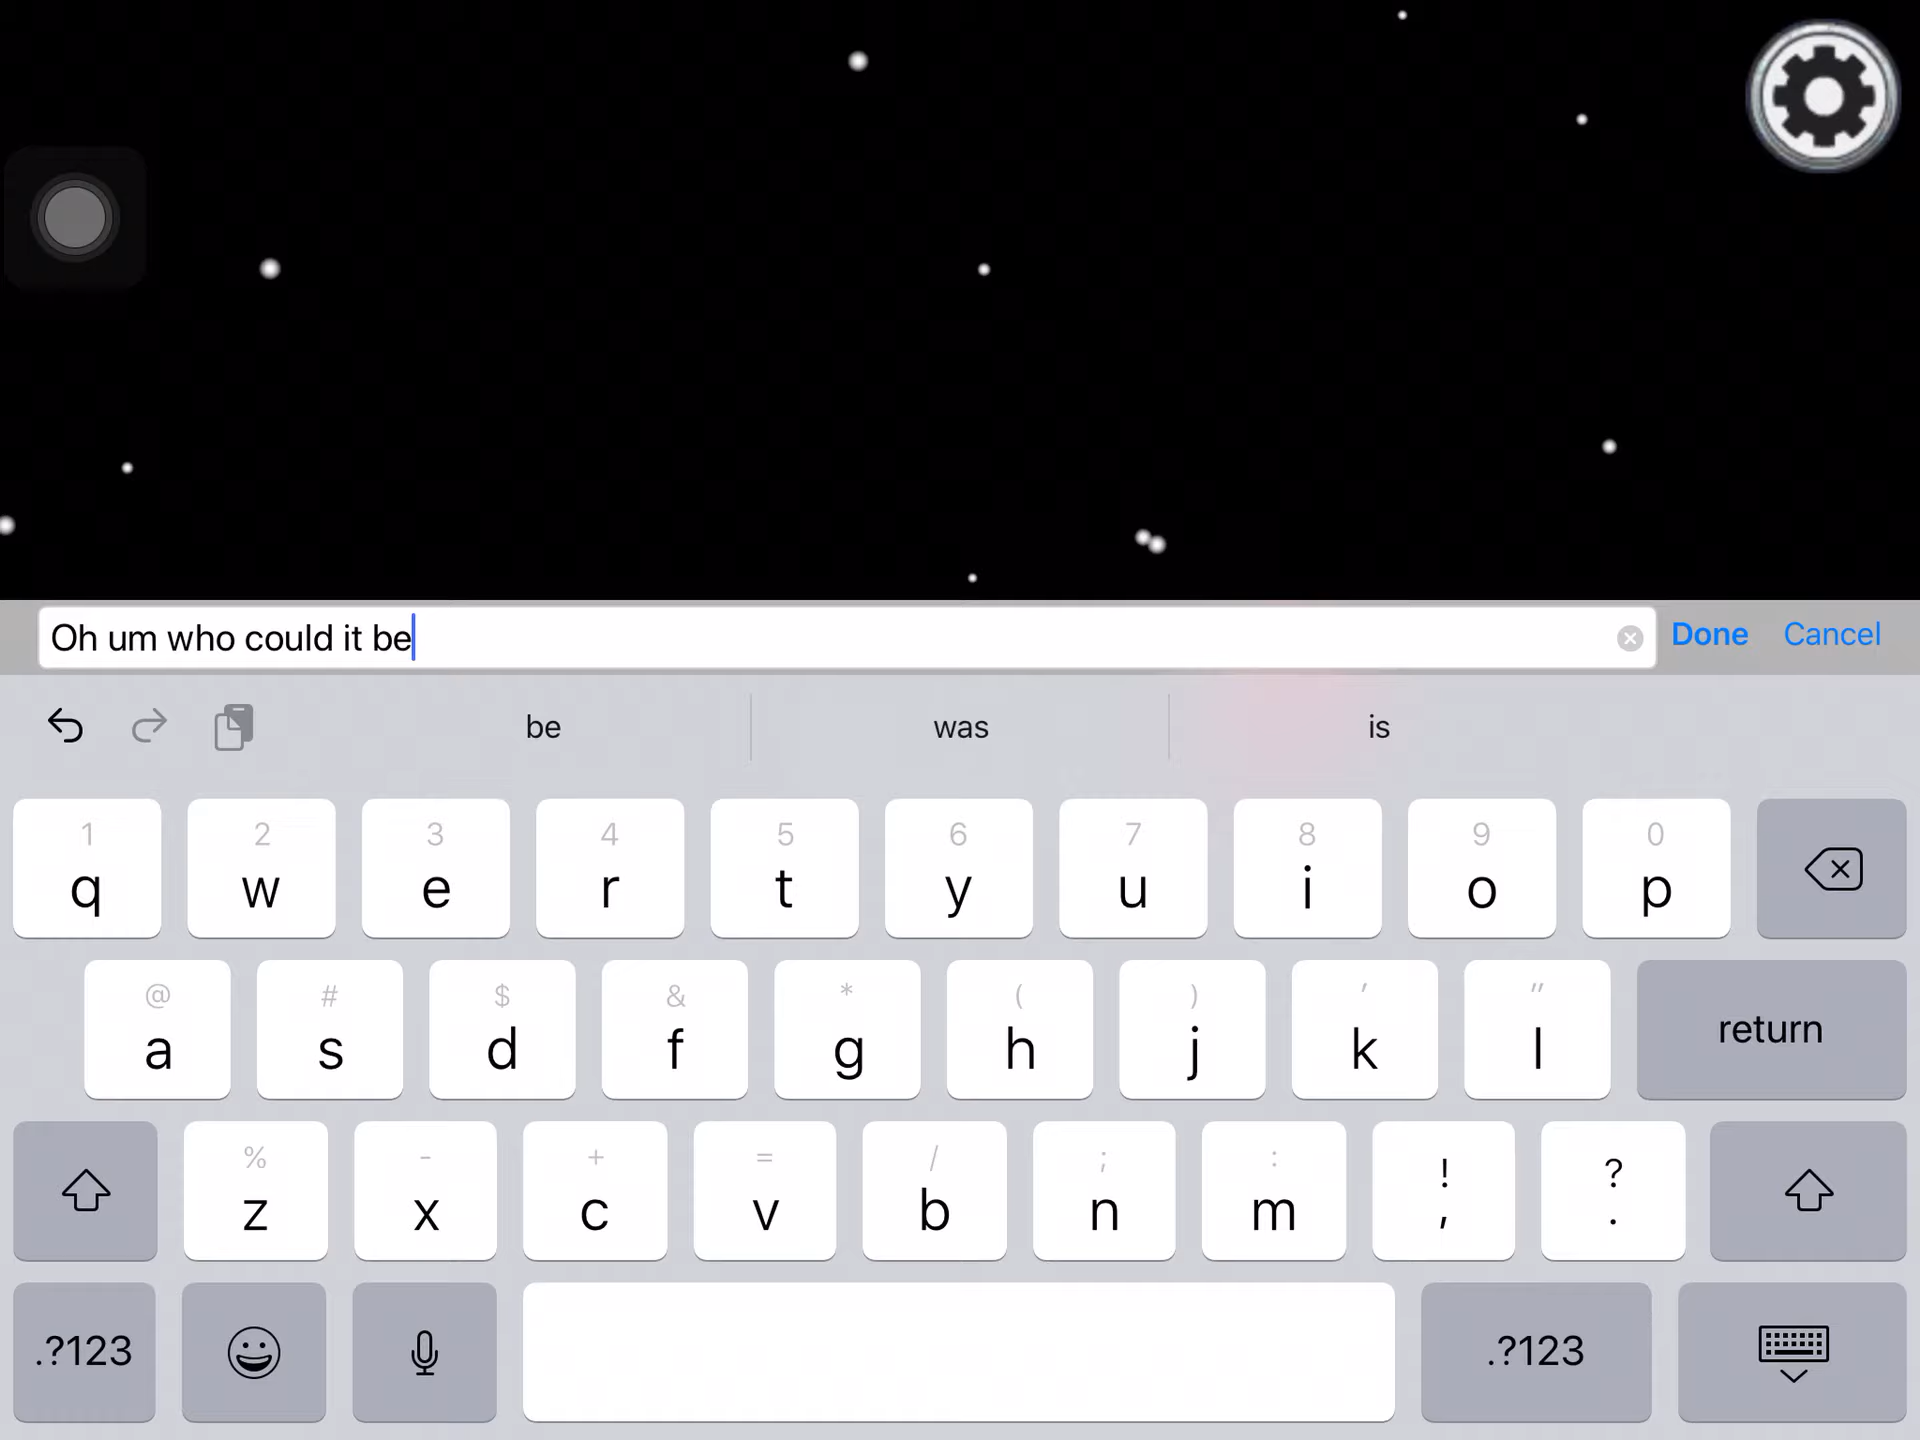 Oh um who could it be
Done
Cancel
be
was
is
1 2 3 4 5 6 7 8 9 0
q w e r t y u i o p
@ # $ & * ( ) ' "
a s d f g h j k l return
% - + = / ; : ! ?
z x c v b n m , .
.?123 .?123